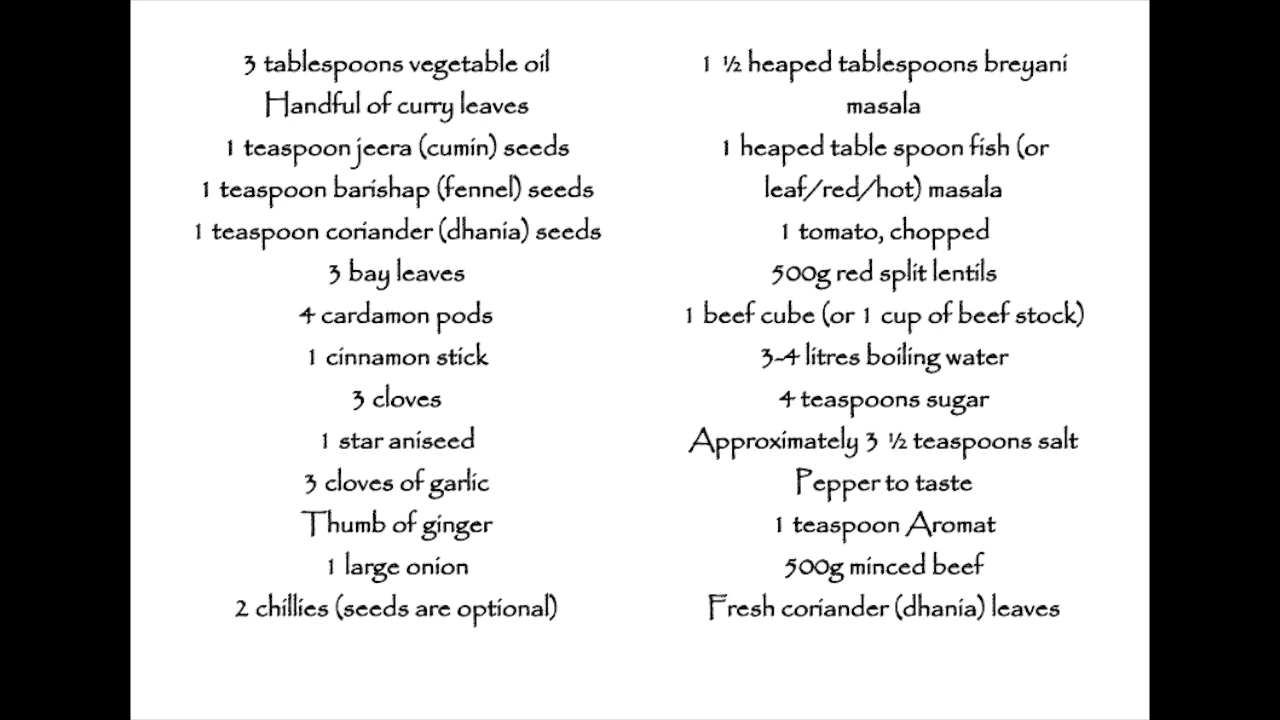 3 tablespoons vegetable oil
Handful of curry leaves
1 teaspoon jeera (cumin) seeds
1 teaspoon barishap (fennel) seeds
1 teaspoon coriander (dhania) seeds
3 bay leaves
4 cardamon pods
1 cinnamon stick
3 cloves
1 star aniseed
3 cloves of garlic
Thumb of ginger
1 large onion
2 chillies (seeds are optional)
1 ½ heaped tablespoons breyani
masala
1 heaped table spoon fish (or
leaf/red/hot) masala
1 tomato, chopped
500g red split lentils
1 beef cube (or 1 cup of beef stock)
3-4 litres boiling water
4 teaspoons sugar
Approximately 3 ½ teaspoons salt
Pepper to taste
1 teaspoon Aromat
500g minced beef
Fresh coriander (dhania) leaves